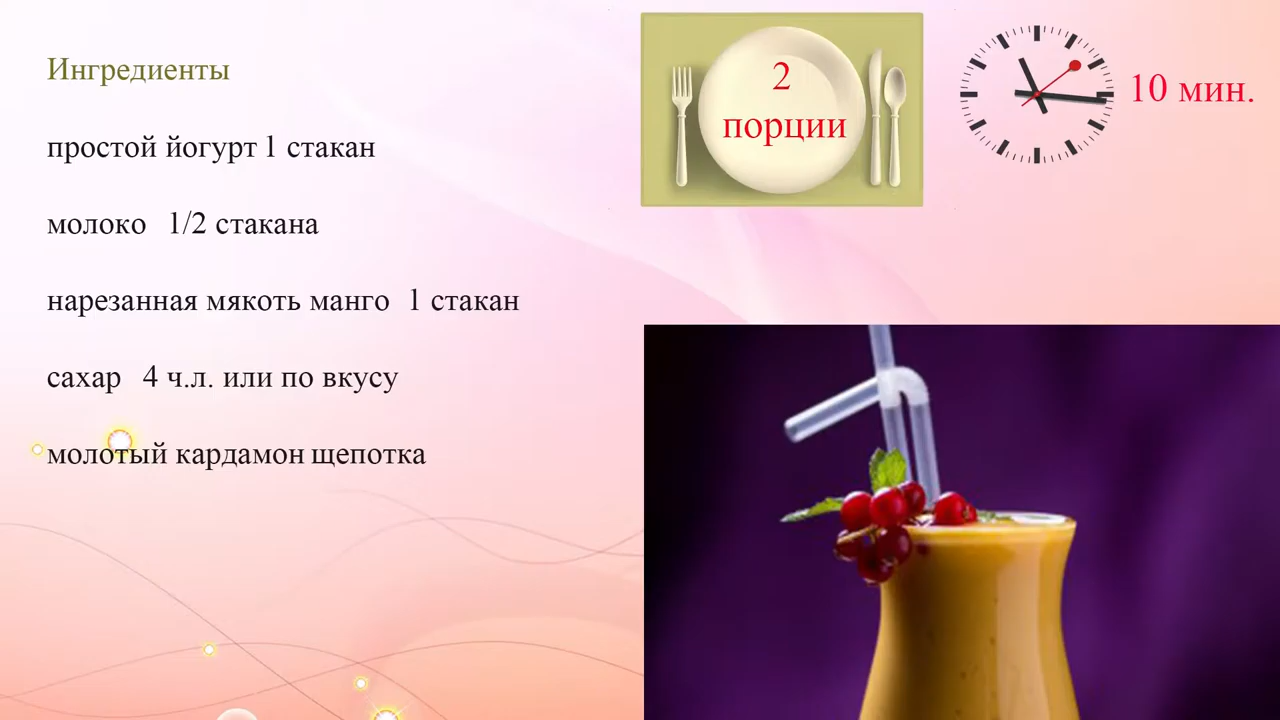 Ингредиенты
простой йогурт 1 стакан
молоко 1/2 стакана
нарезанная мякоть манго 1 стакан
сахар 4 ч.л. или по вкусу
молотый кардамон щепотка
2
порции
10 мин.